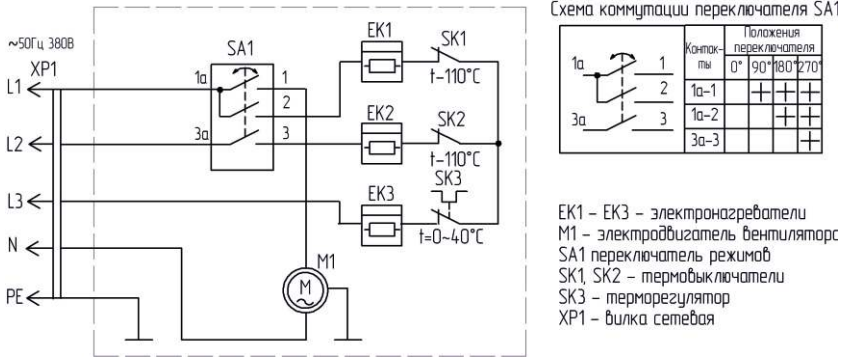 Схема коммутации переключателя SA1
~50Гц 380В
XP1
L1
L2
L3
N
PE
SA1
1а
1
2
3а
3
EK1
SK1
t-110°C
EK2
SK2
t-110°C
EK3
SK3
t=0~40°C
M1
M
~
1а
1
2
3а
3
Контак-
ты
Положения
переключателя
0° 90° 180° 270°
1а-1 + + +
1а-2 + +
3а-3 +
EK1 - EK3 - электронагреватели
M1 - электродвигатель вентилятора
SA1 переключатель режимов
SK1, SK2 - термовыключатели
SK3 - терморегулятор
XP1 - вилка сетевая